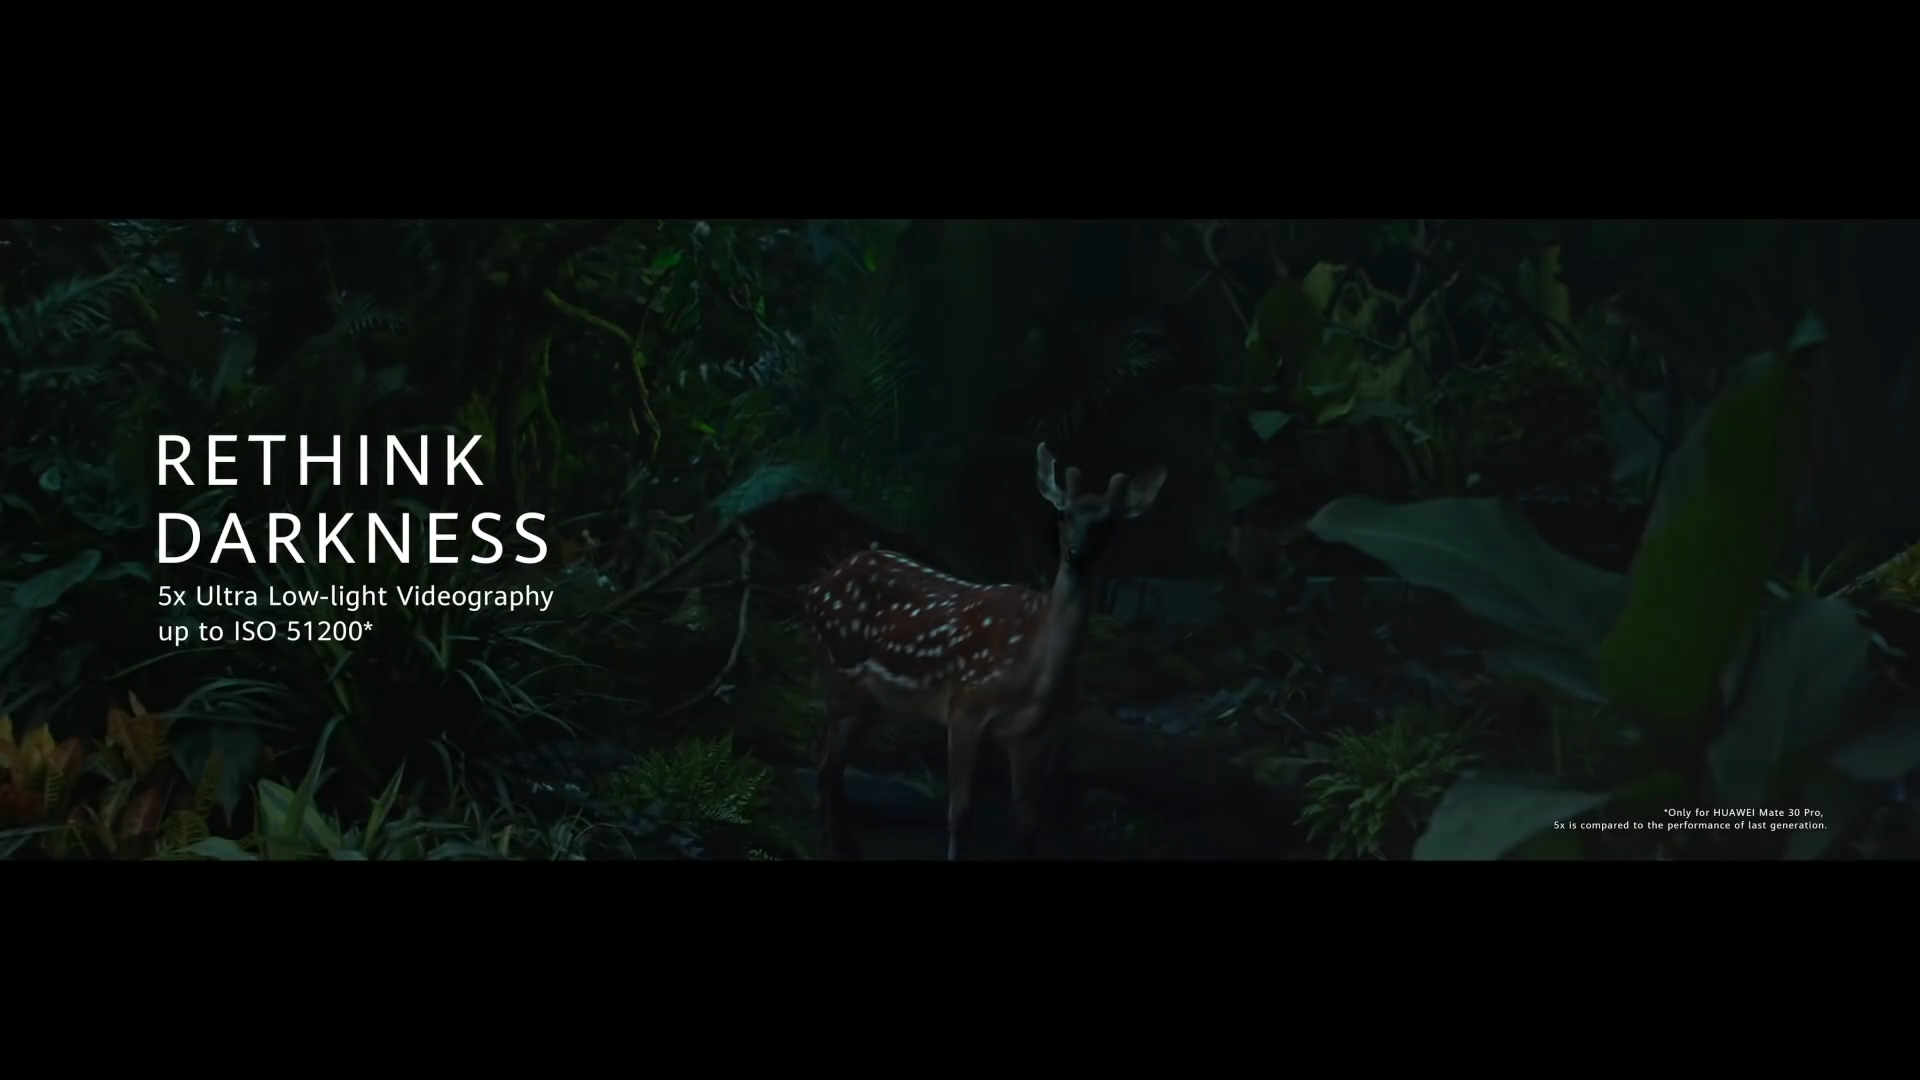 RETHINK
DARKNESS
5x Ultra Low-light Videography
up to ISO 51200*
*Only for HUAWEI Mate 30 Pro,
5x is compared to the performance of last generation.